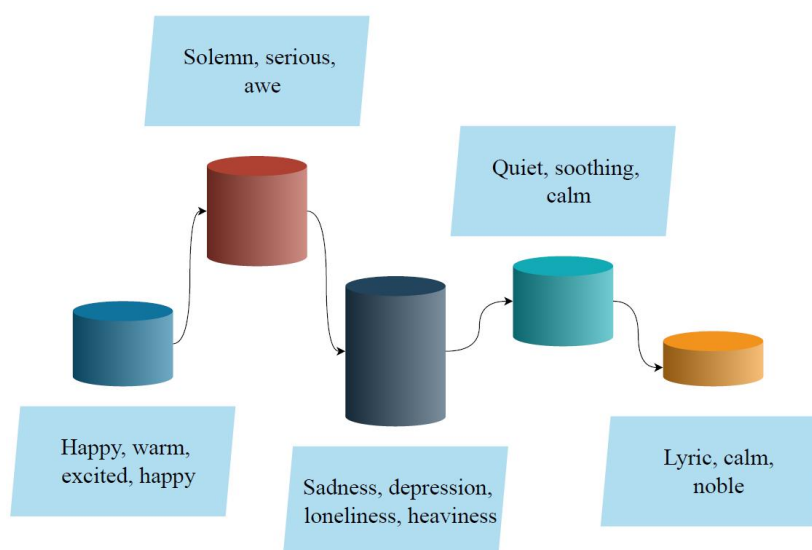 Solemn, serious,
awe
Quiet, soothing,
calm
Happy, warm,
excited, happy
Sadness, depression,
loneliness, heaviness
Lyric, calm,
noble